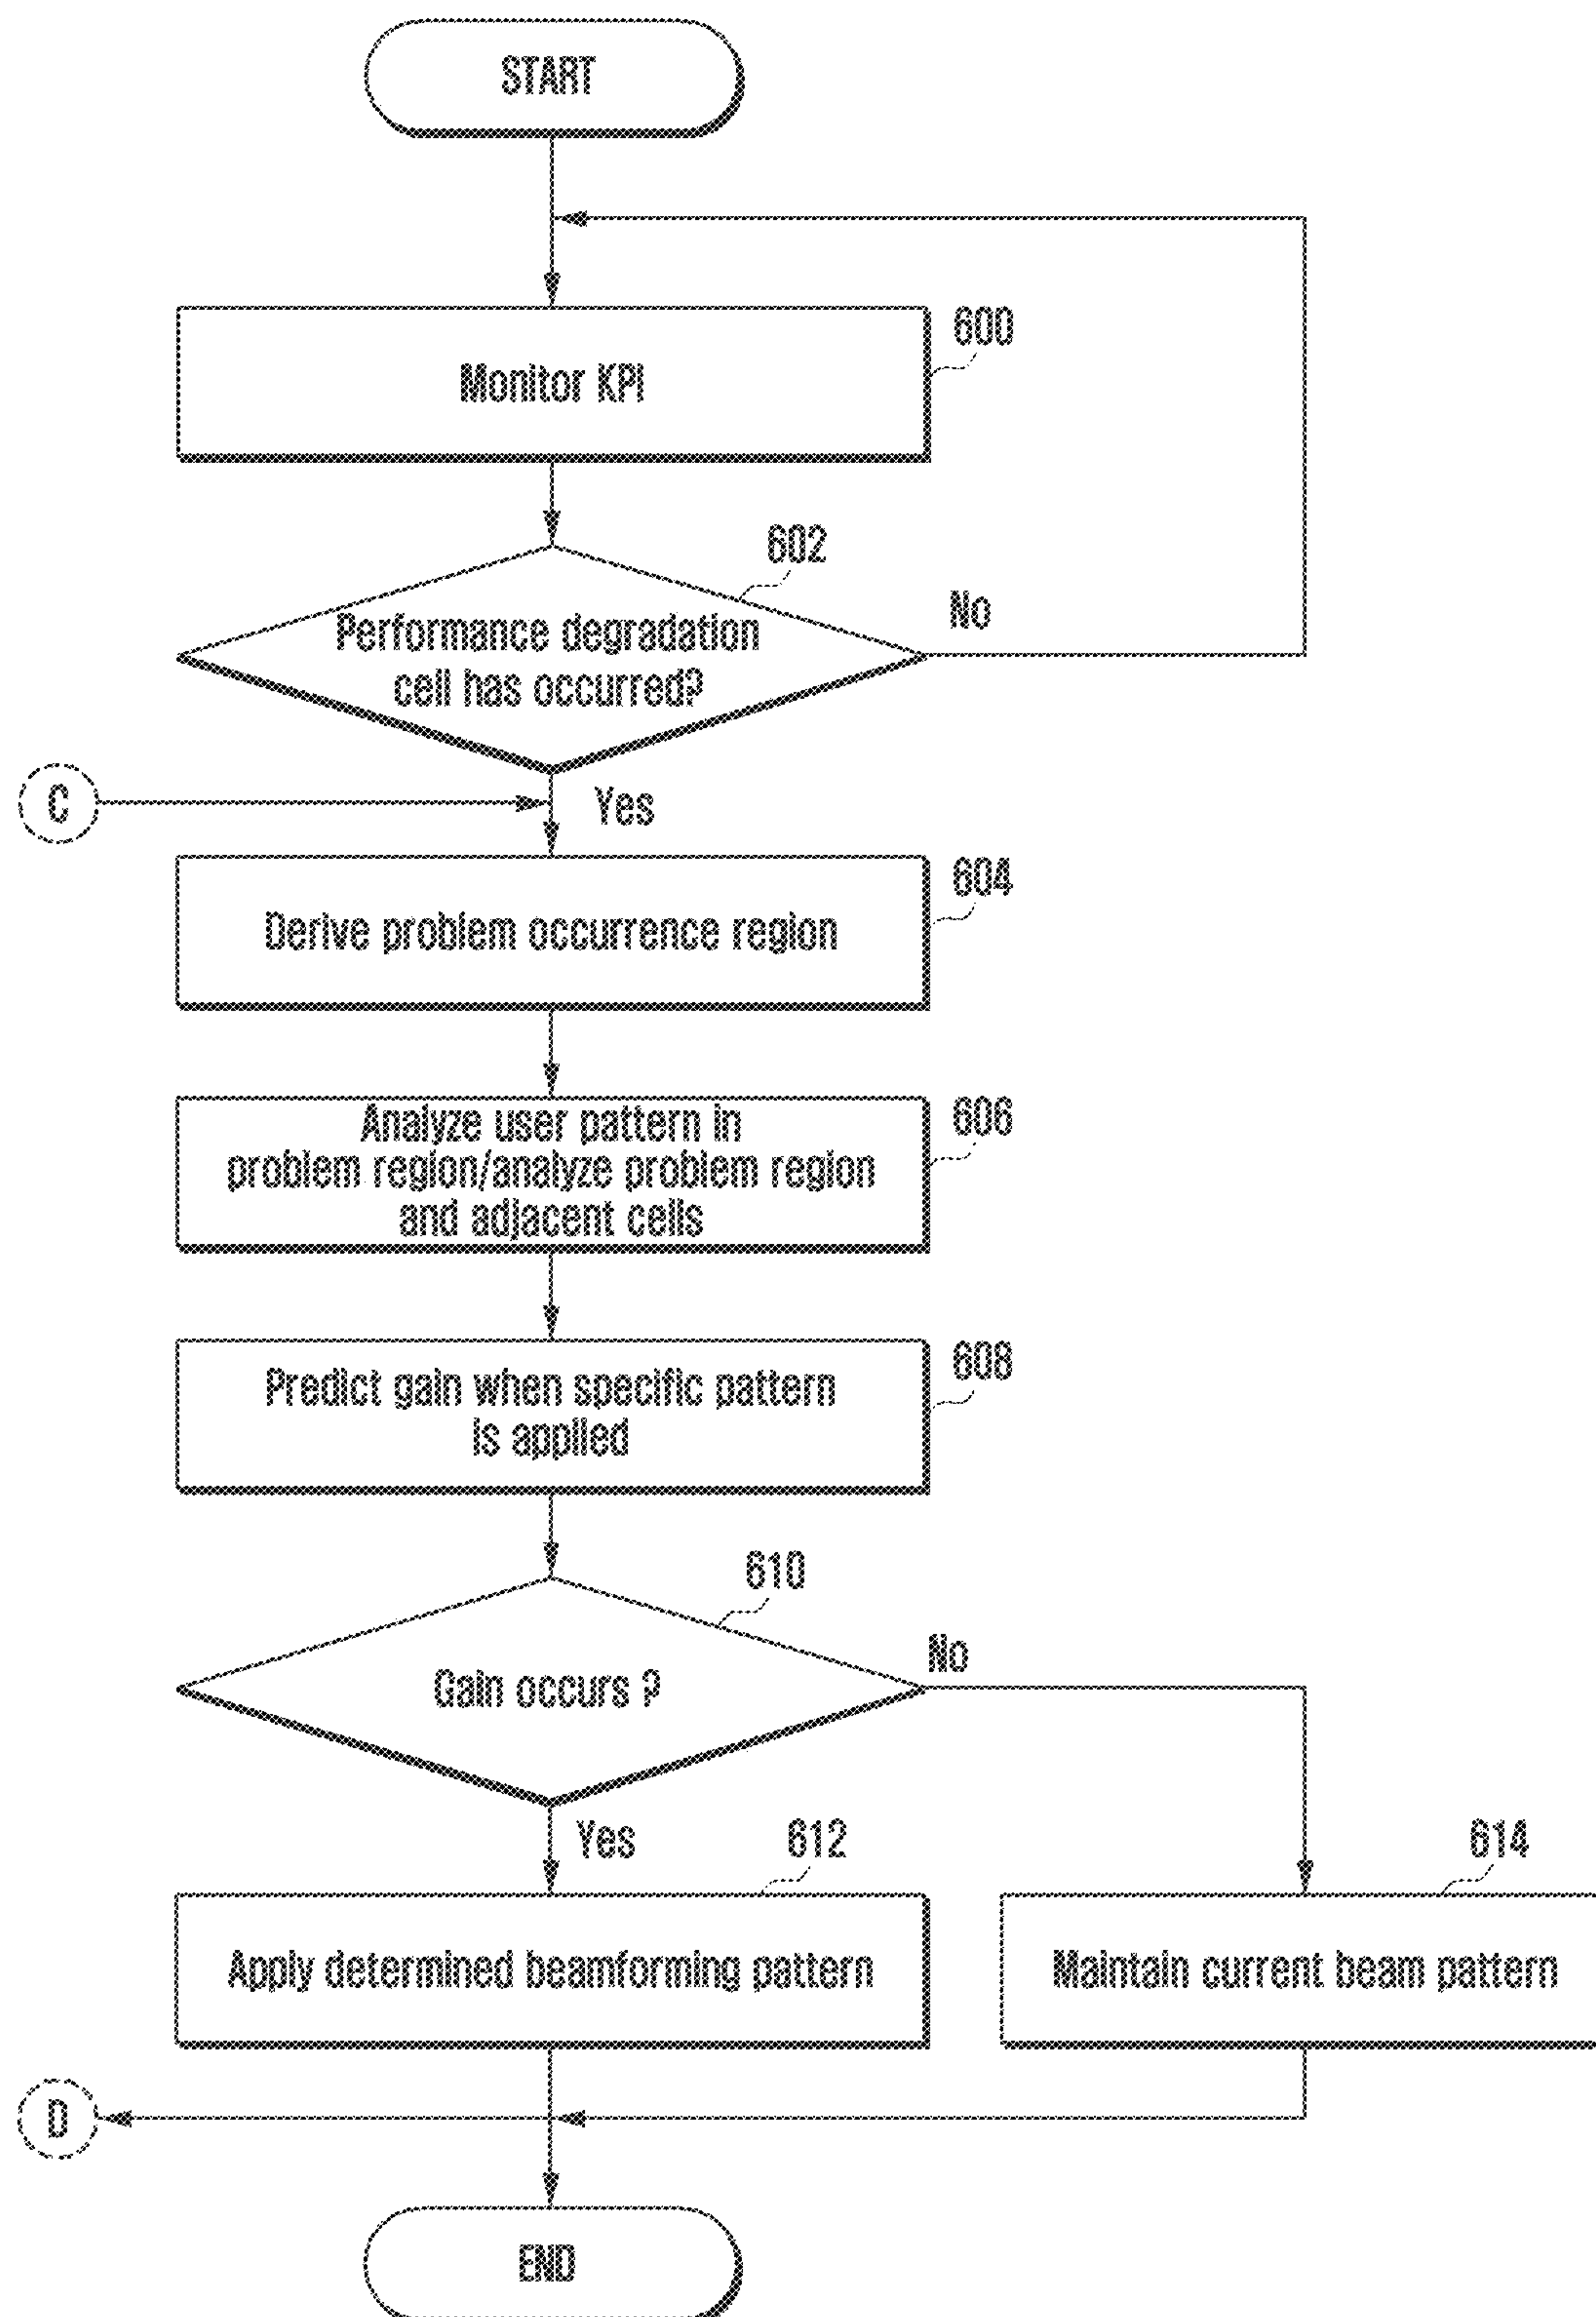 START
600
Monitor KPI
602
No
Performance degradation
cell has occurred?
C
Yes
604
Derive problem occurrence region
606
Analyze user pattern in
problem region/analyze problem region
and adjacent cells
608
Predict gain when specific pattern
is applied
610
No
Gain occurs ?
Yes
612
614
Apply determined beamforming pattern
Maintain current beam pattern
D
END